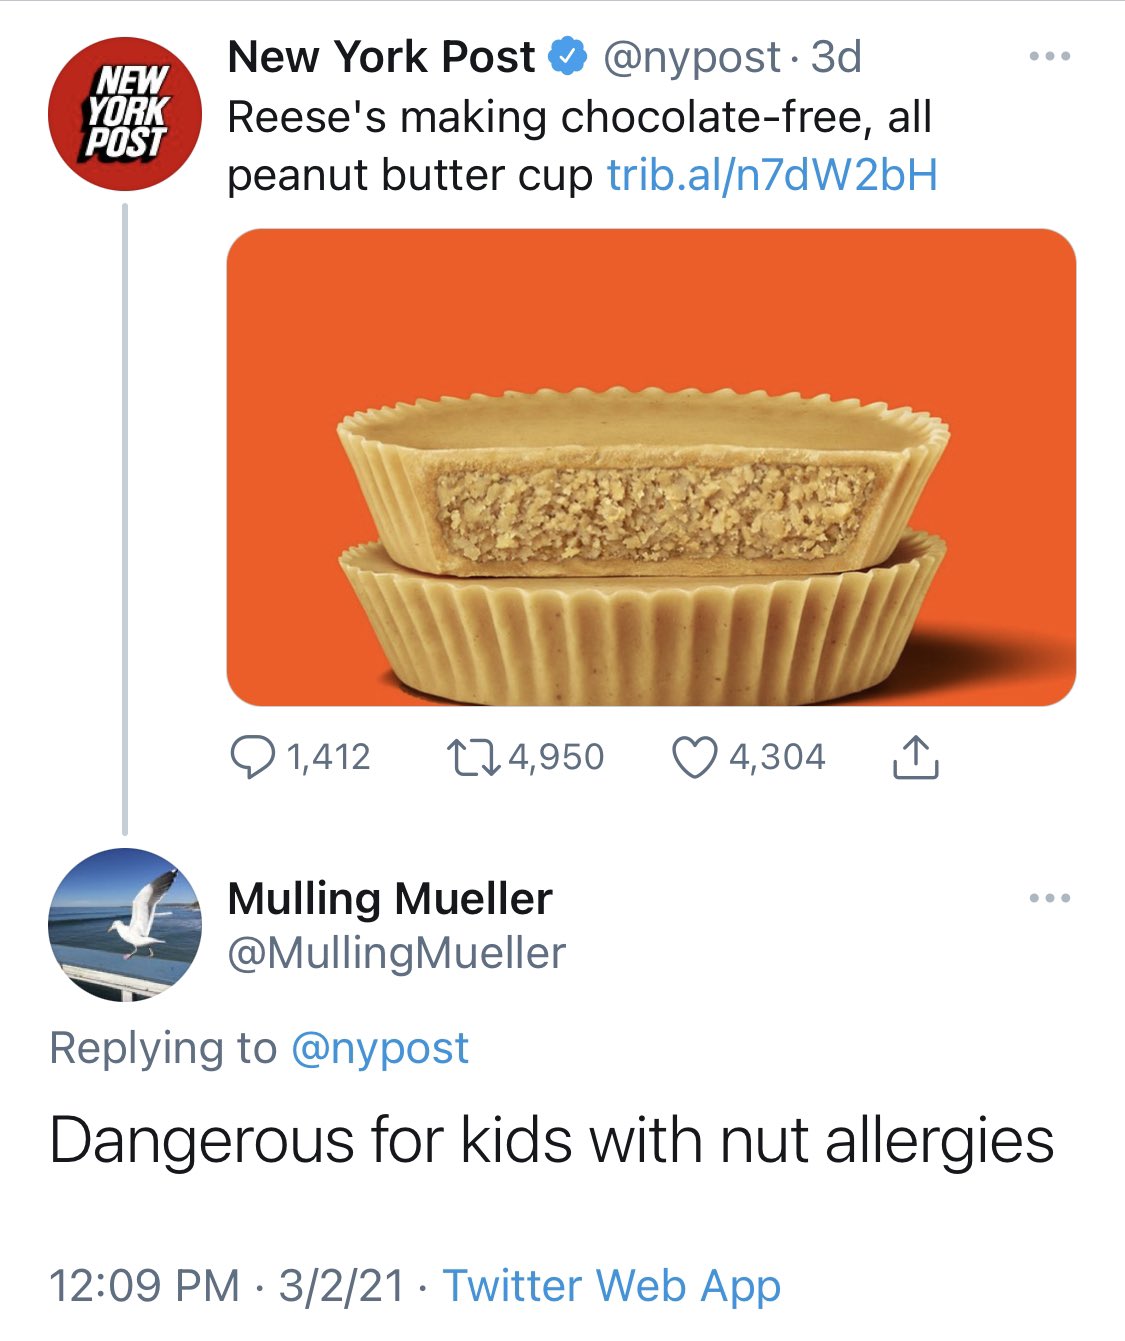 NEW
YORK
POST
New York Post @nypost · 3d
Reese's making chocolate-free, all
peanut butter cup trib.al/n7dW2bH
1,412 4,950 4,304
Mulling Mueller
@MullingMueller
Replying to @nypost
Dangerous for kids with nut allergies
12:09 PM · 3/2/21 · Twitter Web App